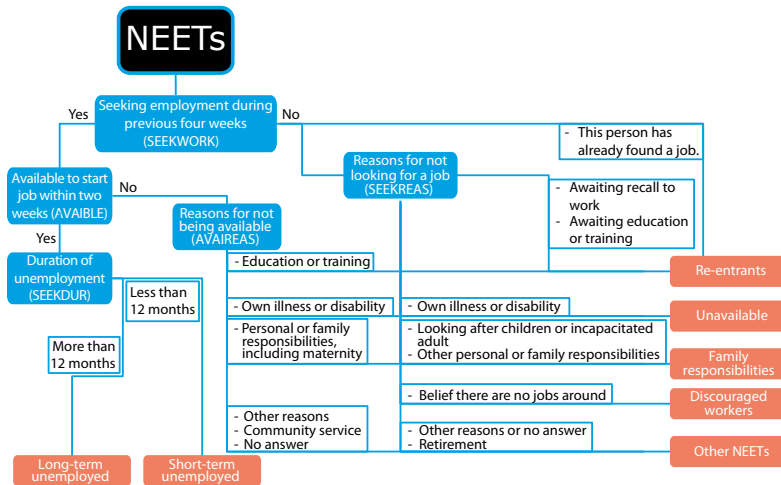 NEETs
Yes
Seeking employment during
previous four weeks
(SEEKWORK)
No
- This person has
already found a job.
Reasons for not
looking for a job
(SEEKREAS)
Available to start
job within two
weeks (AVAIBLE)
No
- Awaiting recall to
work
- Awaiting education
or training
Reasons for not
being available
(AVAIREAS)
Yes
Duration of
unemployment
(SEEKDUR)
- Education or training
Re-entrants
Less than
12 months
- Own illness or disability
- Own illness or disability
Unavailable
- Personal or family
responsibilities,
including maternity
- Looking after children or incapacitated
adult
- Other personal or family responsibilities
Family
responsibilities
More than
12 months
- Belief there are no jobs around
Discouraged
workers
- Other reasons
- Community service
- No answer
- Other reasons or no answer
- Retirement
Other NEETs
Long-term
unemployed
Short-term
unemployed